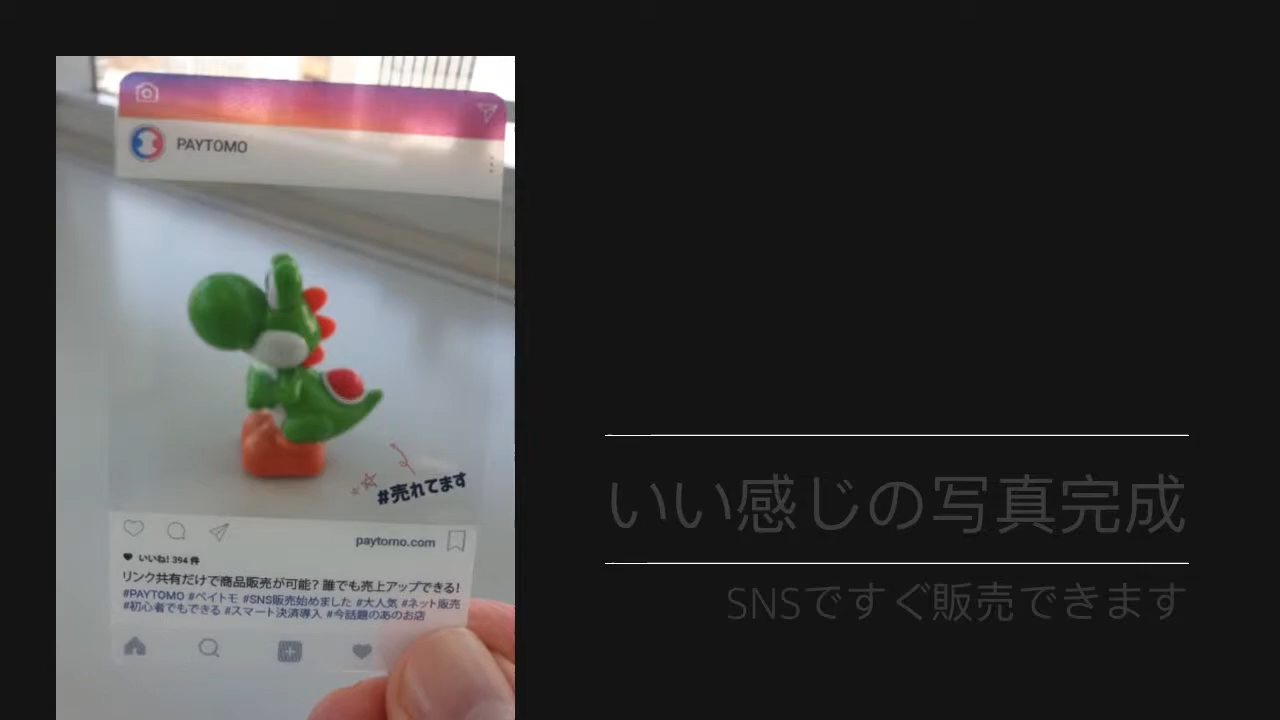 PAYTOMO
#売れてます
paytomo.com
いいね! 394 件
リンク共有だけで商品販売が可能? 誰でも売上アップできる!
#PAYTOMO #ペイトモ #SNS販売始めました #大人気 #ネット販売
#初心者でもできる #スマート決済導入 #今話題のあのお店
いい感じの写真完成
SNSですぐ販売できます